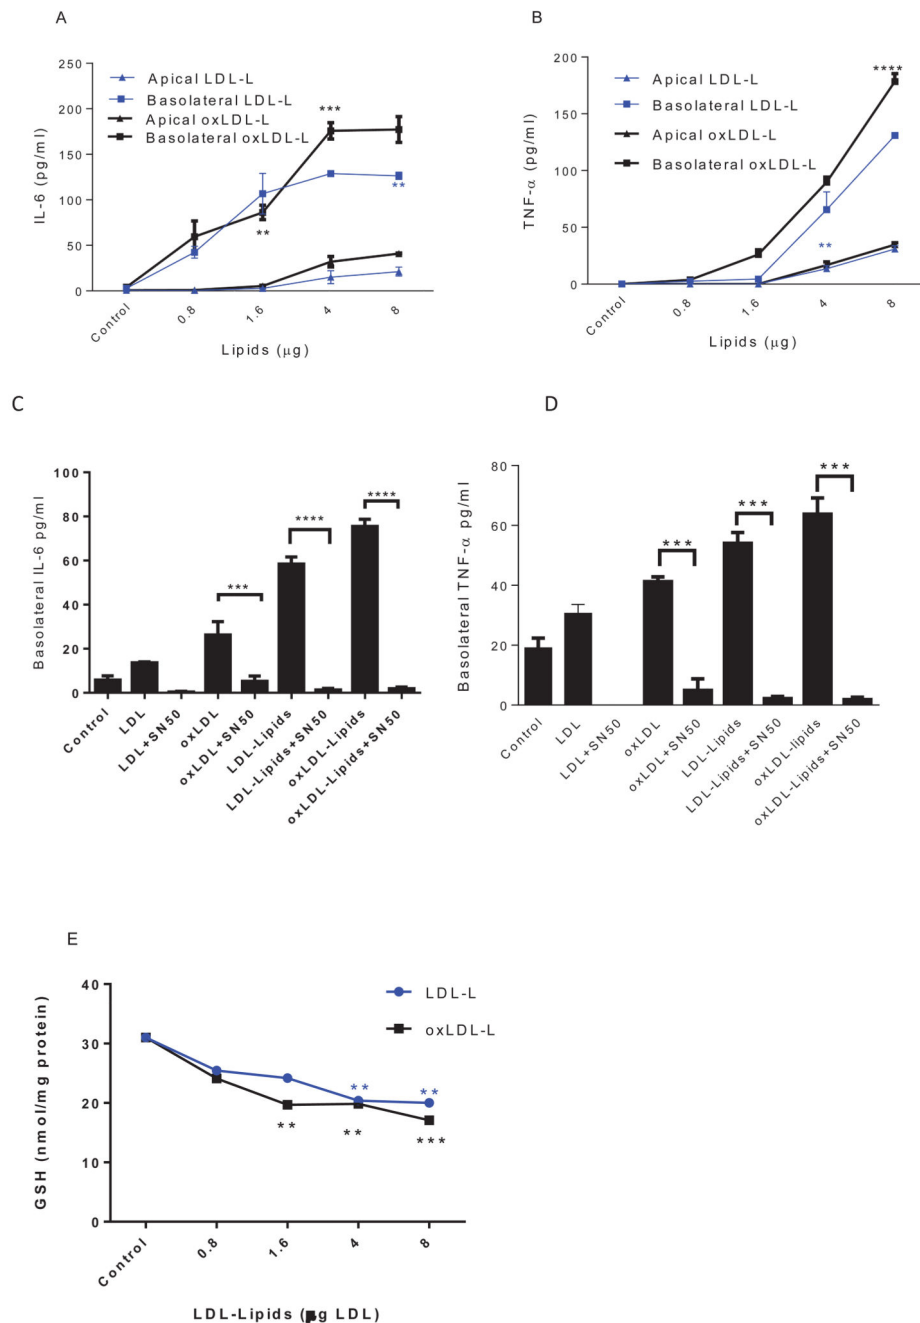 A
250
200
150
100
50
0
IL-6 (pg/ml)
Apical LDL-L
Basolateral LDL-L
Apical oxLDL-L
Basolateral oxLDL-L
***
**
**
Control
0.8
1.6
4
8
Lipids (μg)
B
200
150
100
50
0
TNF-α (pg/ml)
Apical LDL-L
Basolateral LDL-L
Apical oxLDL-L
Basolateral oxLDL-L
****
**
Control
0.8
1.6
4
8
Lipids (μg)
C
100
80
60
40
20
0
Basolateral IL-6 pg/ml
***
****
****
Control
LDL
LDL+SN50
oxLDL
oxLDL+SN50
LDL-Lipids
LDL-Lipids+SN50
oxLDL-Lipids
oxLDL-Lipids+SN50
D
80
60
40
20
0
Basolateral TNF-α pg/ml
***
***
***
Control
LDL
LDL+SN50
oxLDL
oxLDL+SN50
LDL-Lipids
LDL-Lipids+SN50
oxLDL-lipids
oxLDL-Lipids+SN50
E
40
30
20
10
0
GSH (nmol/mg protein)
LDL-L
oxLDL-L
** **
** ** ***
Control
0.8
1.6
4
8
LDL-Lipids (μg LDL)